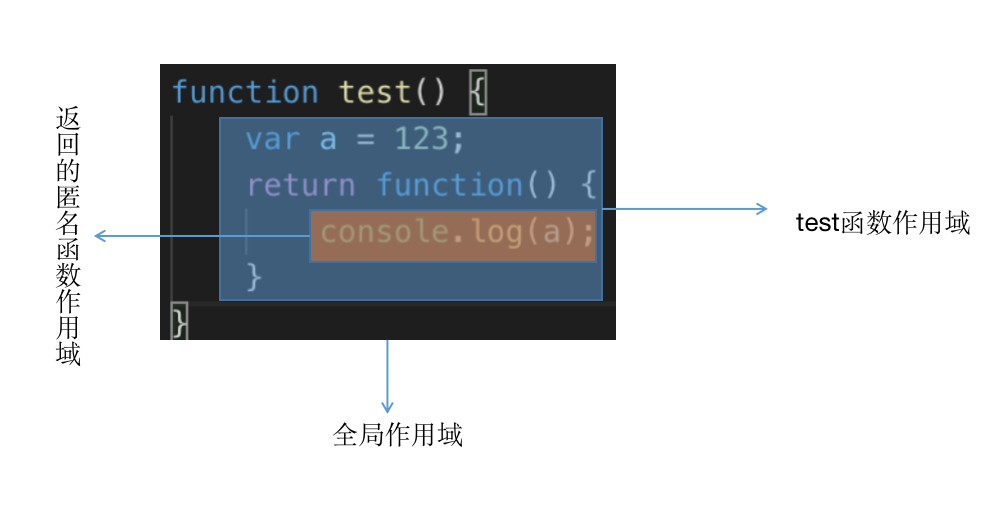 function test() {
var a = 123;
return function() {
console.log(a);
}
}
返回的匿名函数作用域
test函数作用域
全局作用域